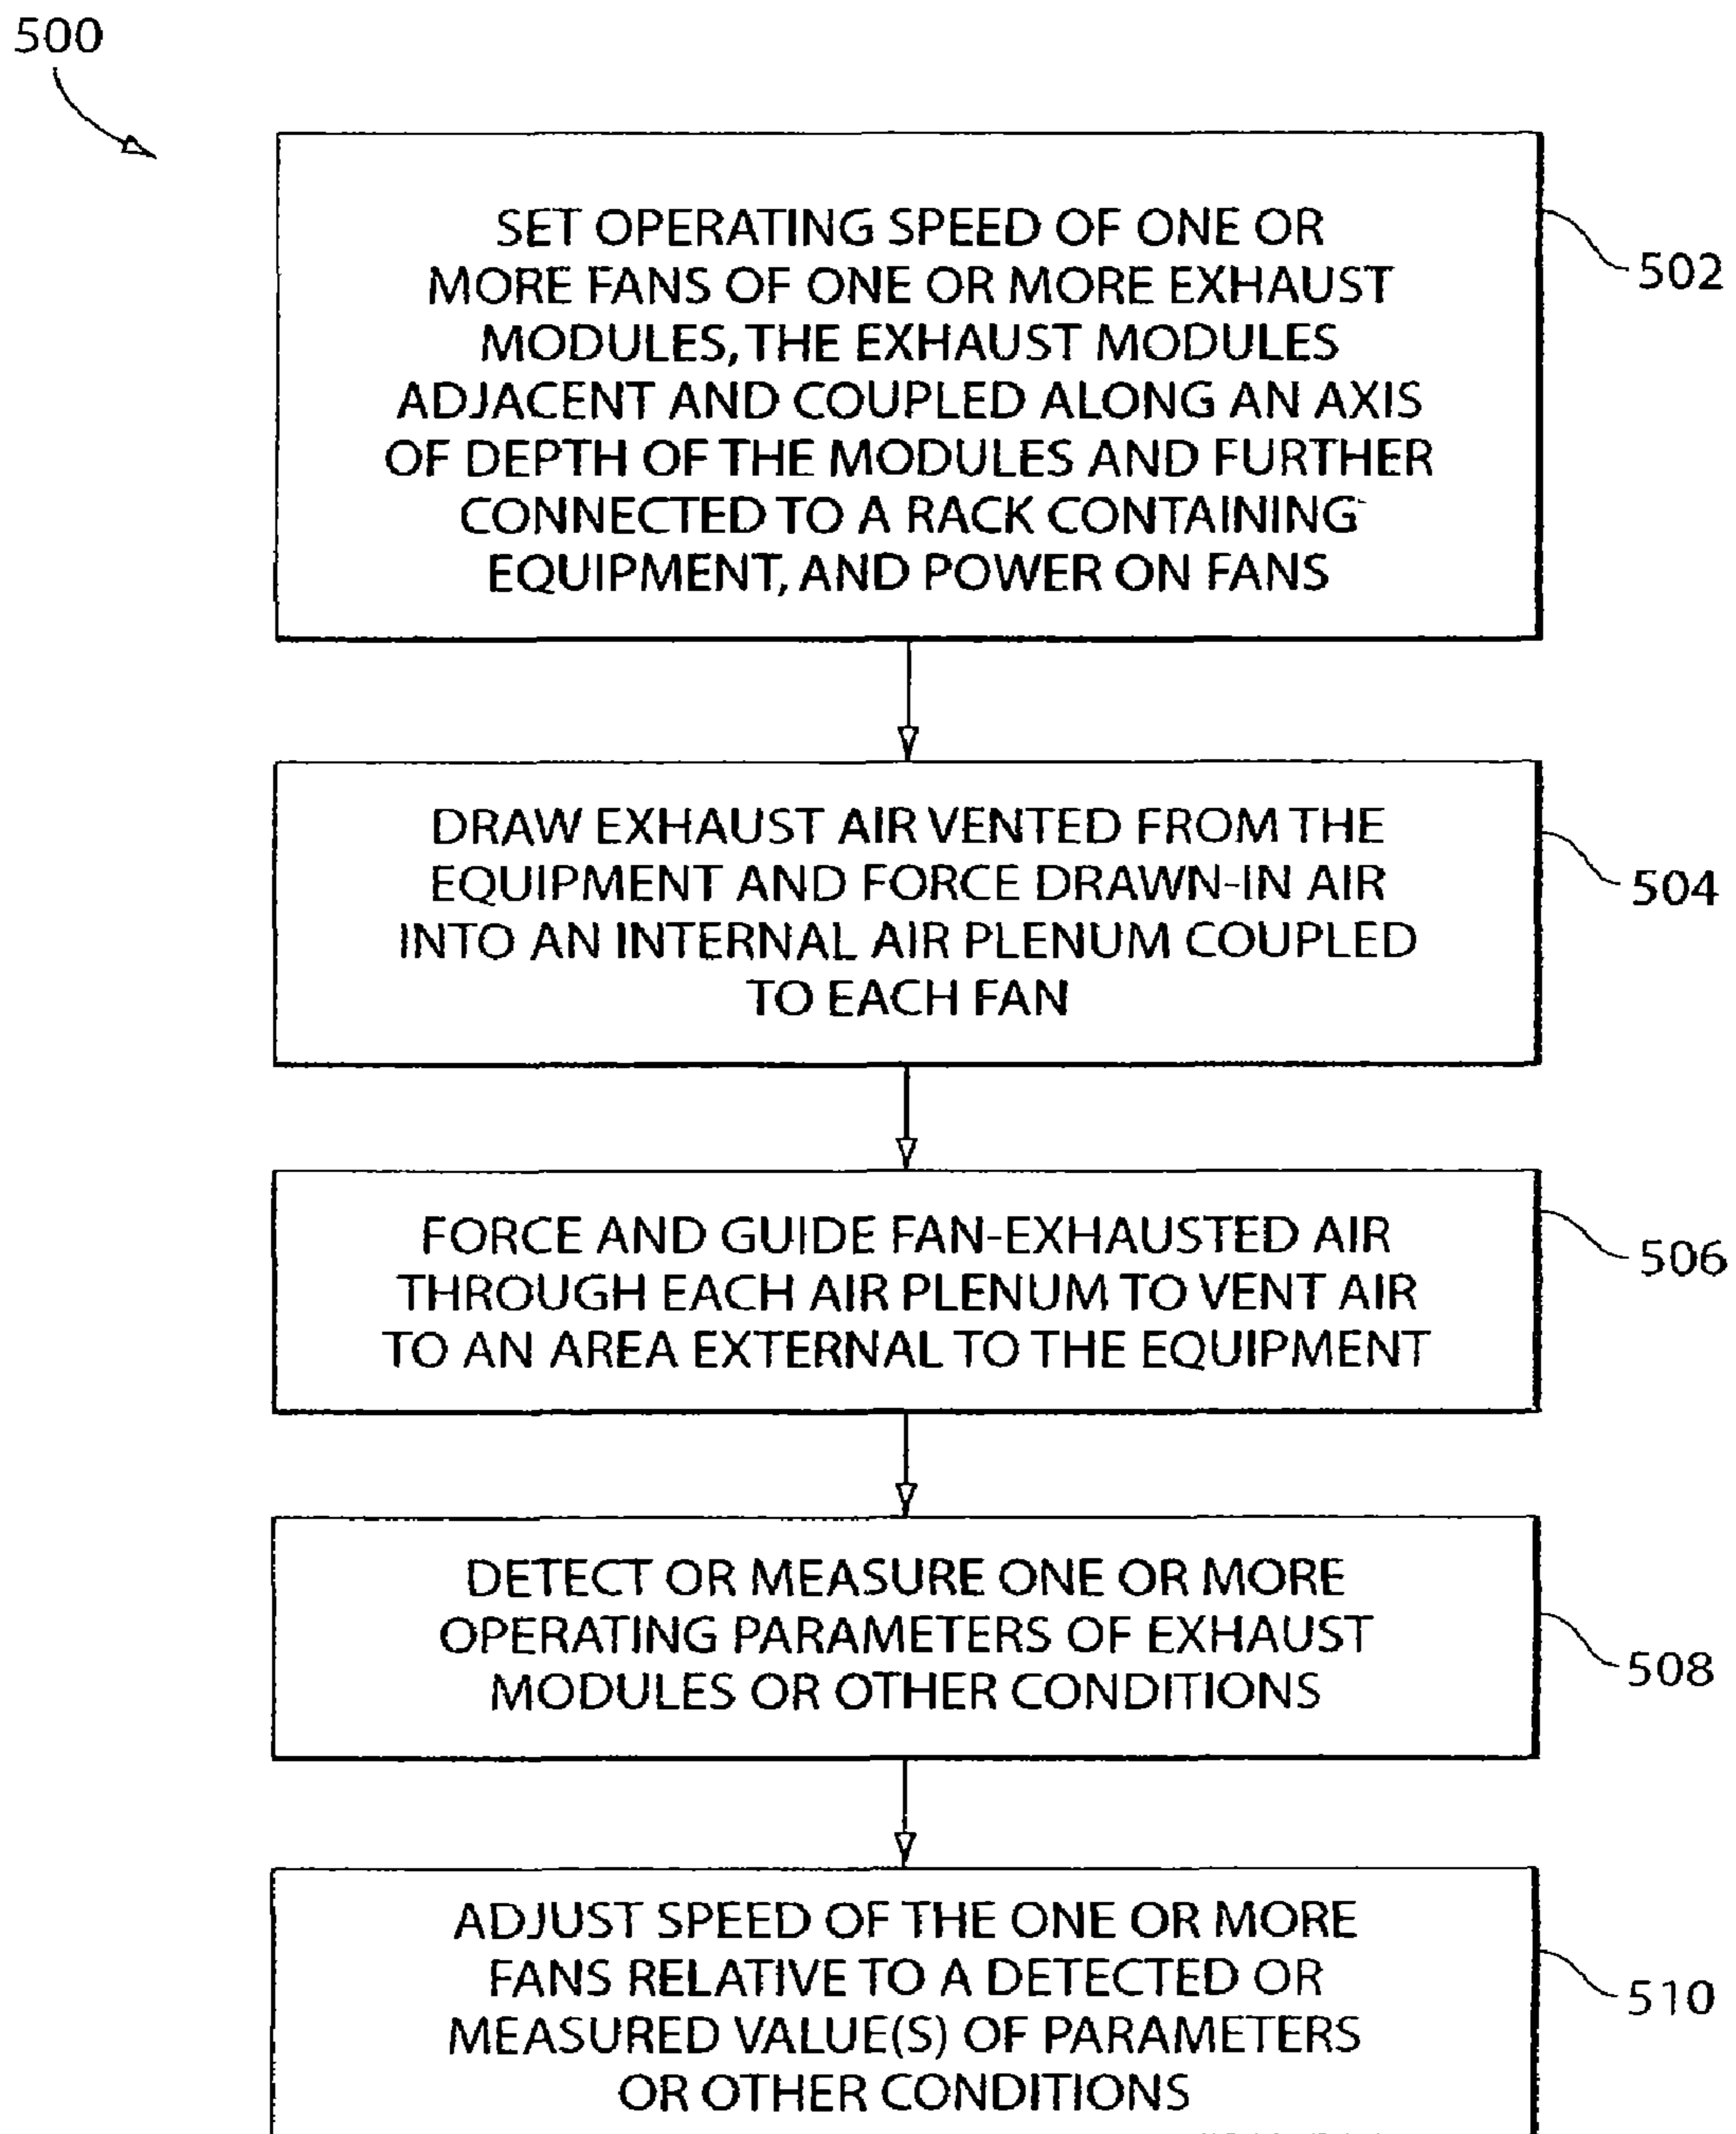 500
SET OPERATING SPEED OF ONE OR
MORE FANS OF ONE OR MORE EXHAUST
MODULES, THE EXHAUST MODULES
ADJACENT AND COUPLED ALONG AN AXIS
OF DEPTH OF THE MODULES AND FURTHER
CONNECTED TO A RACK CONTAINING
EQUIPMENT, AND POWER ON FANS
502
DRAW EXHAUST AIR VENTED FROM THE
EQUIPMENT AND FORCE DRAWN-IN AIR
INTO AN INTERNAL AIR PLENUM COUPLED
TO EACH FAN
504
FORCE AND GUIDE FAN-EXHAUSTED AIR
THROUGH EACH AIR PLENUM TO VENT AIR
TO AN AREA EXTERNAL TO THE EQUIPMENT
506
DETECT OR MEASURE ONE OR MORE
OPERATING PARAMETERS OF EXHAUST
MODULES OR OTHER CONDITIONS
508
ADJUST SPEED OF THE ONE OR MORE
FANS RELATIVE TO A DETECTED OR
MEASURED VALUE(S) OF PARAMETERS
OR OTHER CONDITIONS
510